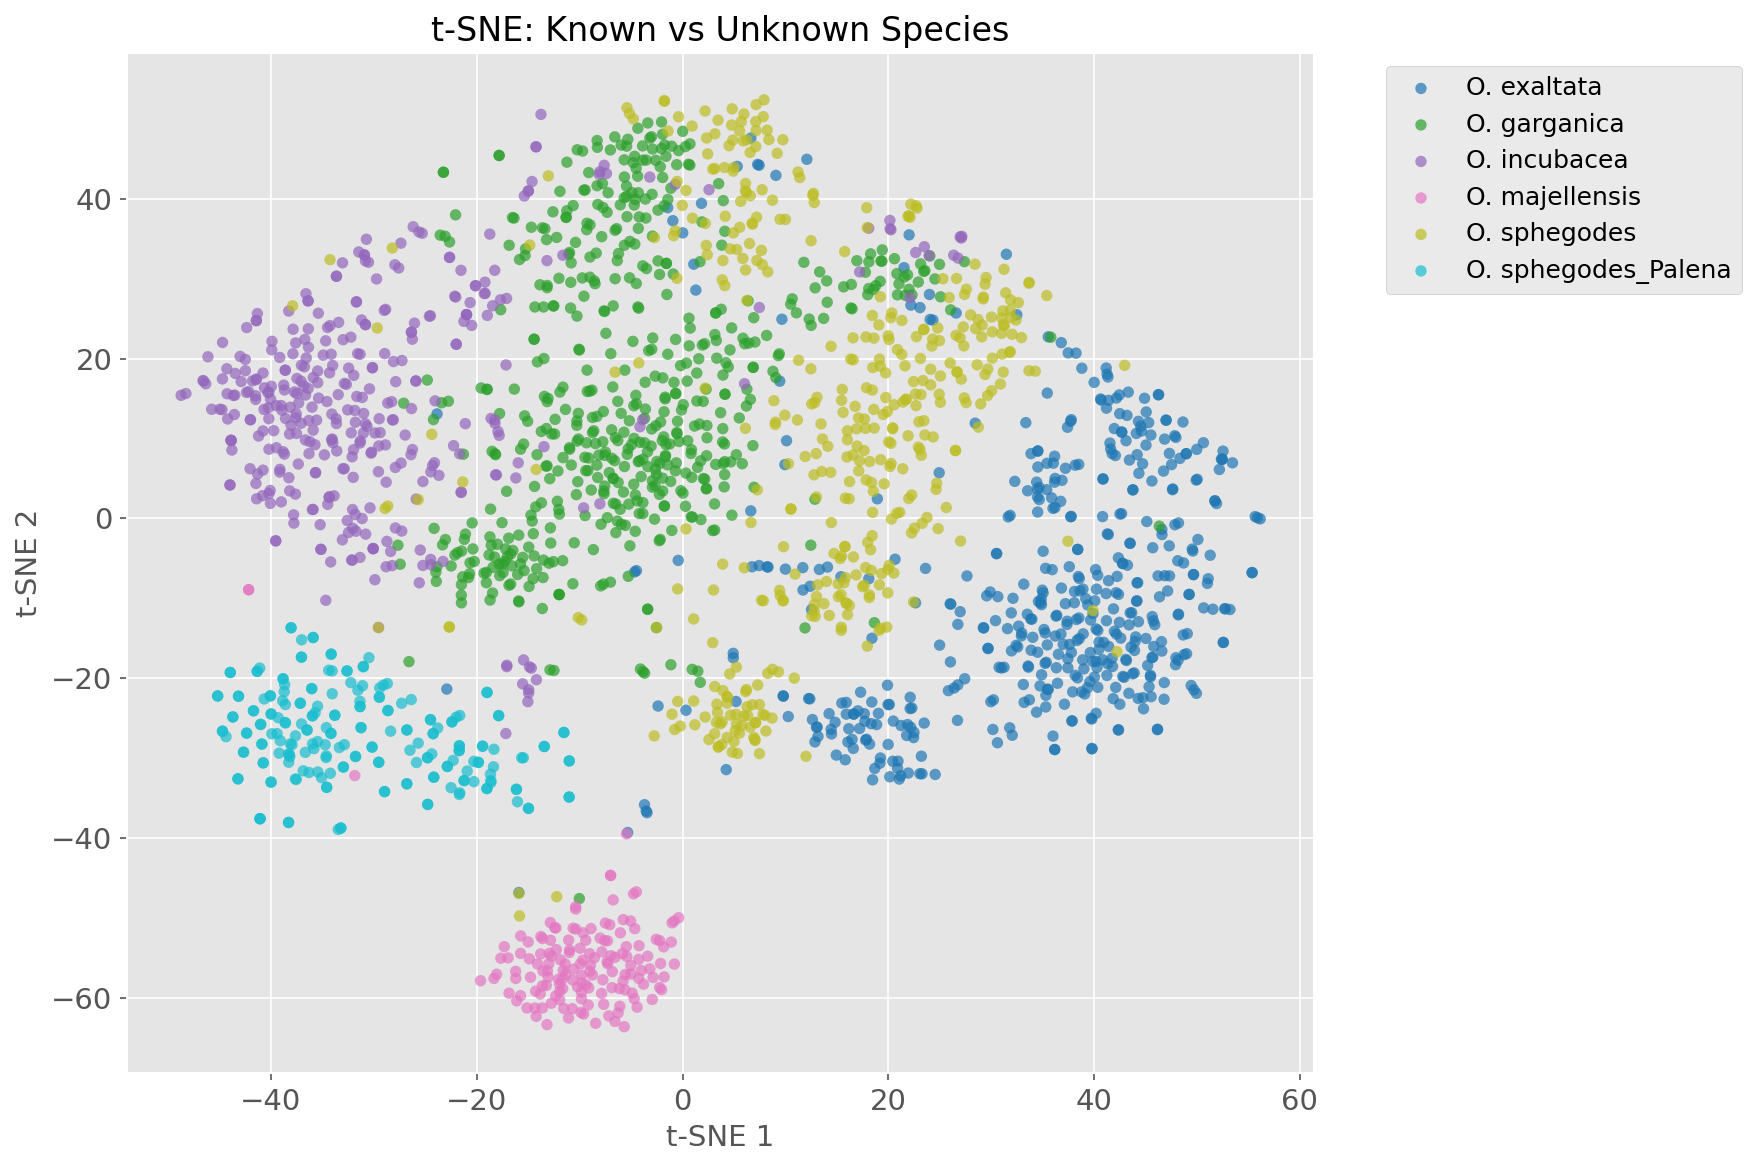 t-SNE: Known vs Unknown Species
O. exaltata
O. garganica
O. incubacea
O. majellensis
O. sphegodes
O. sphegodes_Palena
40
20
0
−20
−40
−60
t-SNE 2
−40
−20
0
20
40
60
t-SNE 1